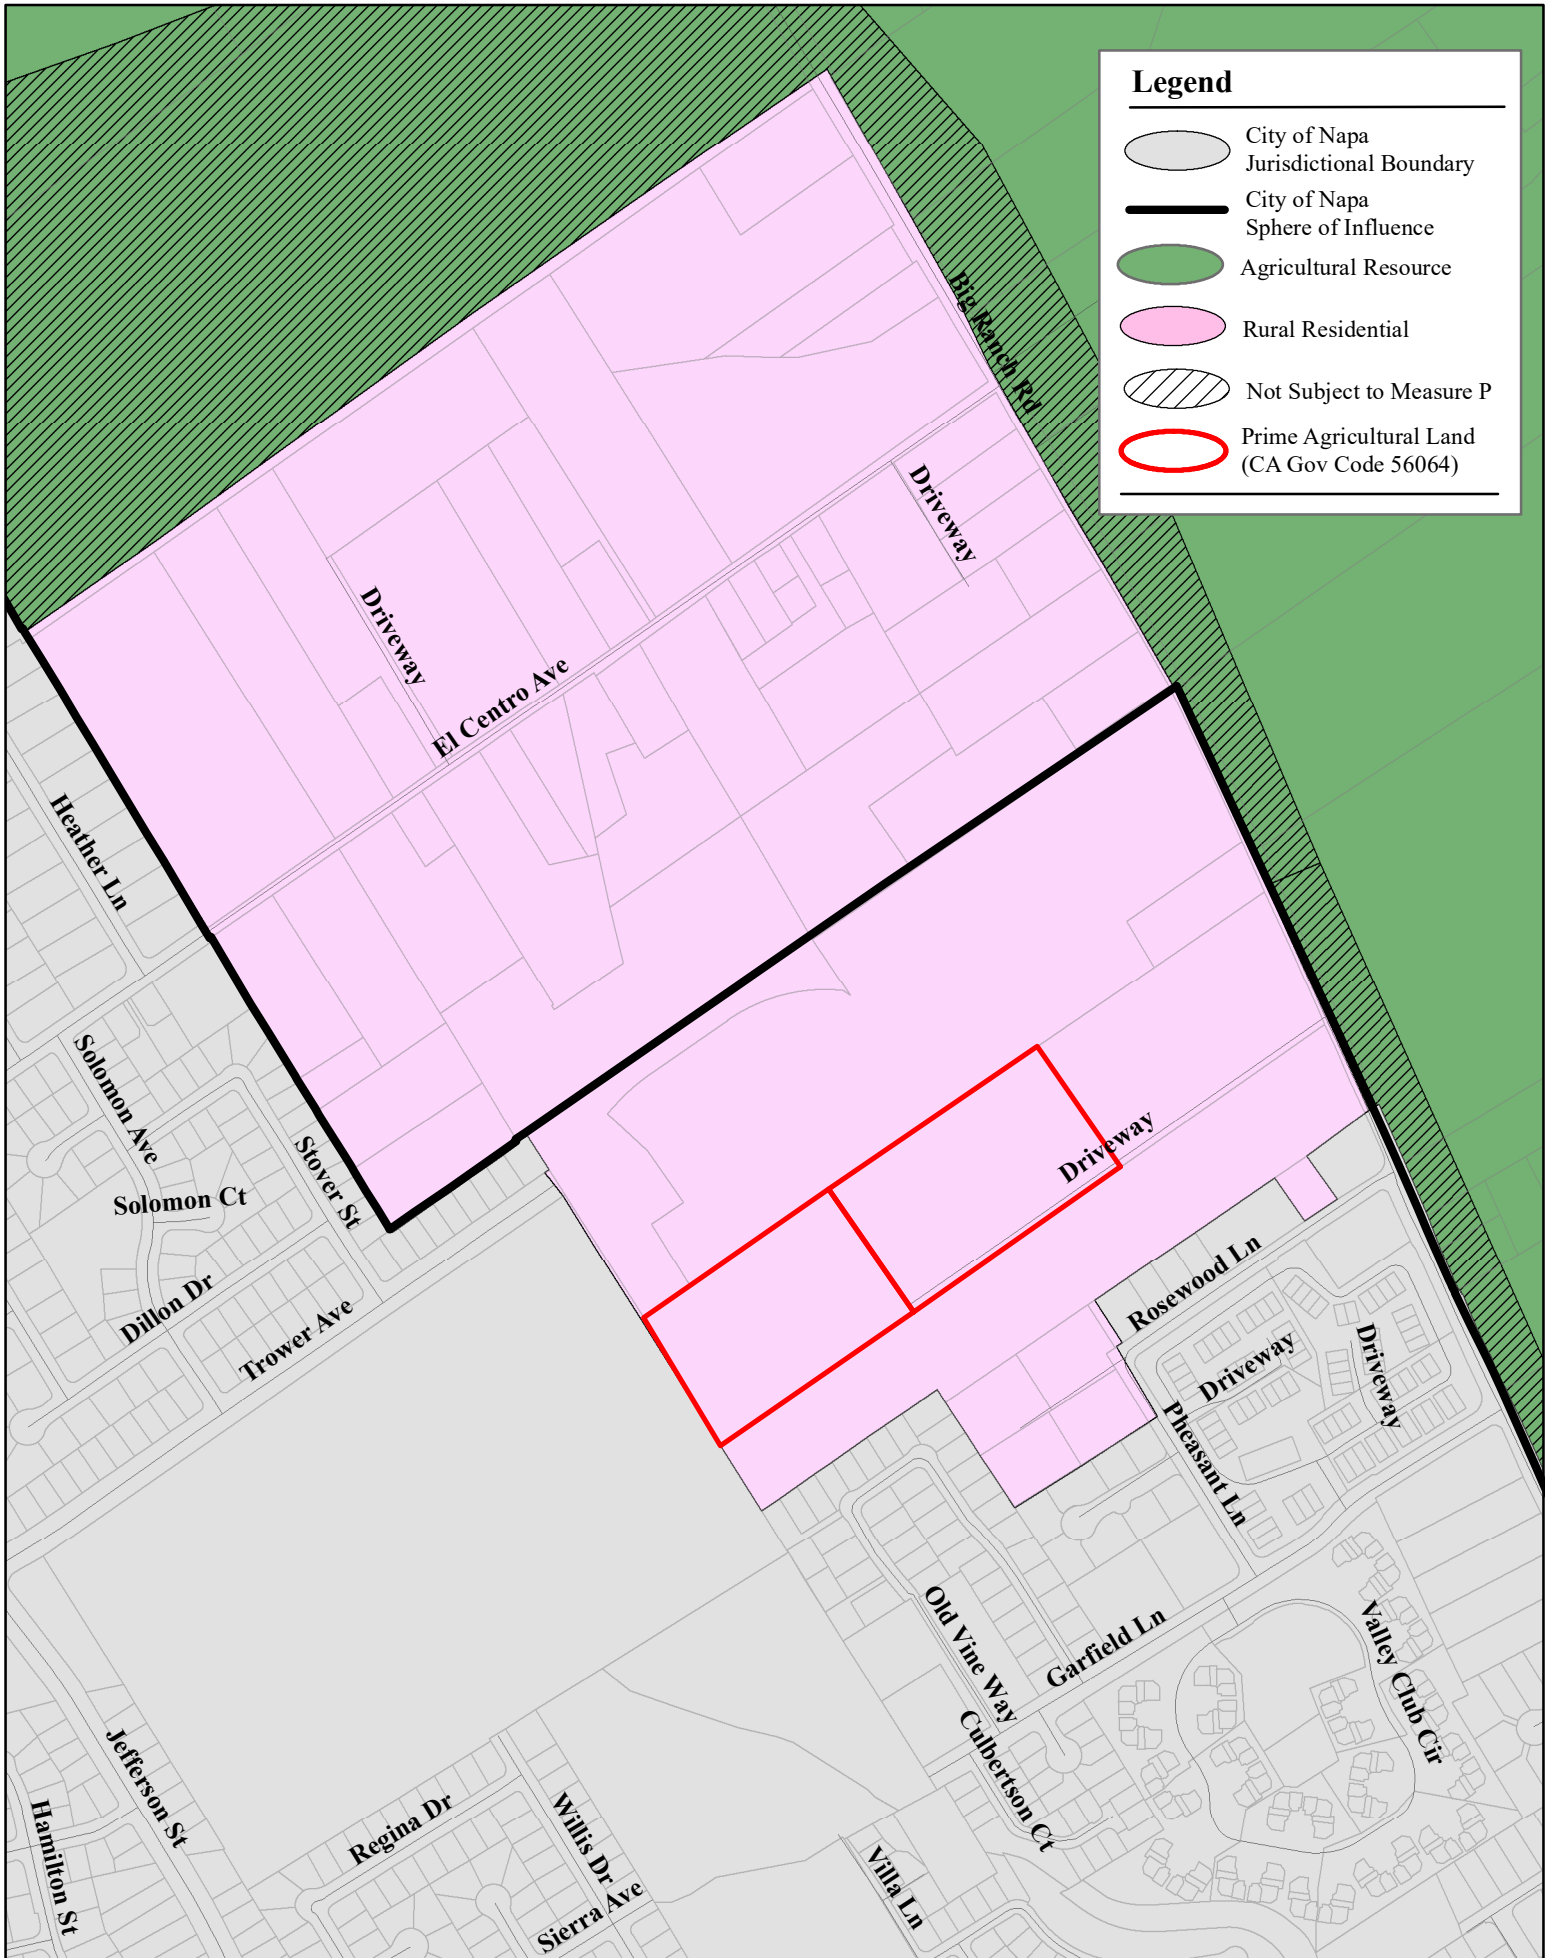 Legend
City of Napa
Jurisdictional Boundary
City of Napa
Sphere of Influence
Agricultural Resource
Rural Residential
Not Subject to Measure P
Prime Agricultural Land
(CA Gov Code 56064)
Big Ranch Rd
Driveway
Driveway
El Centro Ave
Heather Ln
Solomon Ave
Stover St
Solomon Ct
Driveway
Dillon Dr
Trower Ave
Rosewood Ln
Driveway
Driveway
Pheasant Ln
Old Vine Way
Garfield Ln
Valley Club Cir
Culbertson Ct
Jefferson St
Hamilton St
Regina Dr
Willis Dr
Sierra Ave
Villa Ln